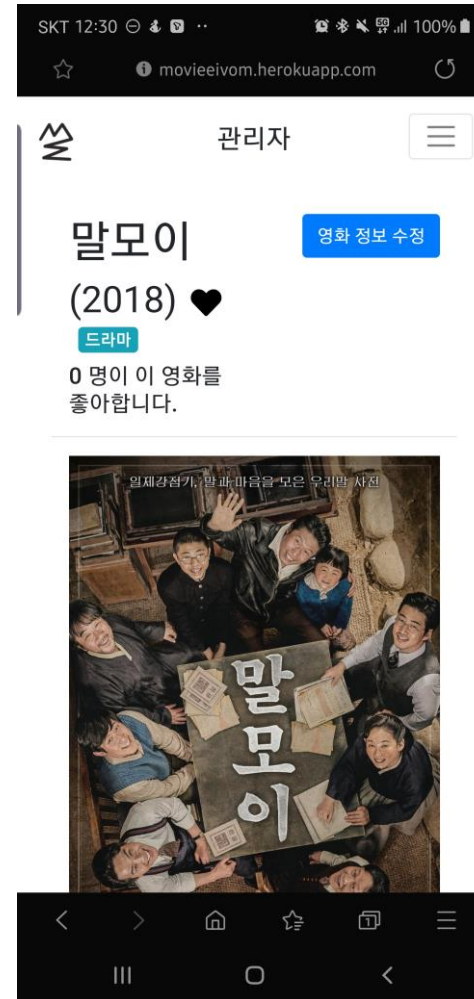 SKT 12:30
5G 100%
movieeivom.herokuapp.com
관리자
말모이
영화 정보 수정
(2018)
드라마
0 명이 이 영화를
좋아합니다.
일제강점기, 말과 마음을 모은 우리말 사전
말
모
이
1